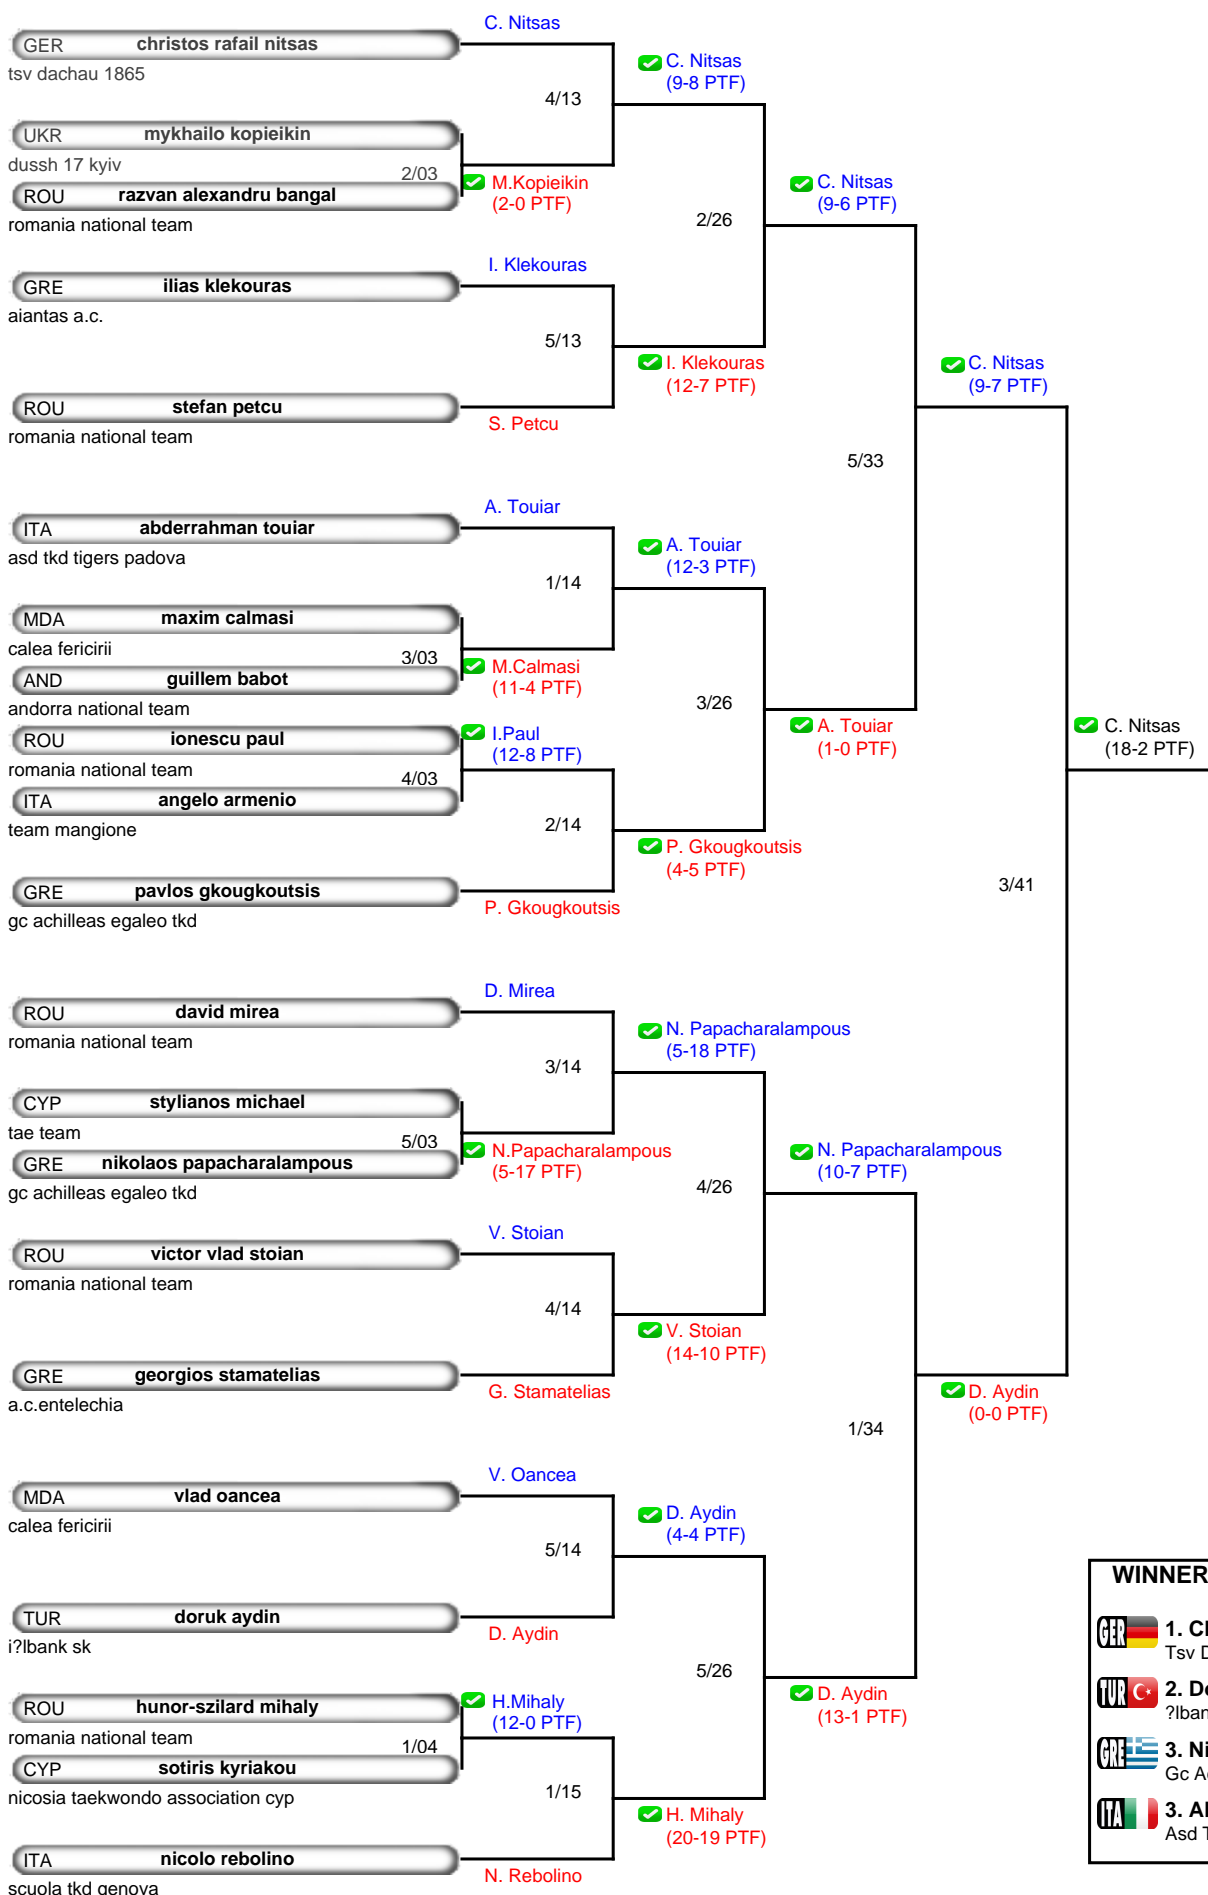 C. Nitsas
GER christos rafail nitsas
tsv dachau 1865
C. Nitsas
(9-8 PTF)
4/13
UKR mykhailo kopieikin
dussh 17 kyiv
2/03
ROU razvan alexandru bangal
romania national team
M.Kopieikin
(2-0 PTF)
C. Nitsas
(9-6 PTF)
2/26
I. Klekouras
GRE ilias klekouras
aiantas a.c.
5/13
I. Klekouras
(12-7 PTF)
C. Nitsas
(9-7 PTF)
ROU stefan petcu
romania national team
S. Petcu
5/33
A. Touiar
ITA abderrahman touiar
asd tkd tigers padova
A. Touiar
(12-3 PTF)
1/14
MDA maxim calmasi
calea fericirii
3/03
AND guillem babot
andorra national team
M.Calmasi
(11-4 PTF)
3/26
A. Touiar
(1-0 PTF)
C. Nitsas
(18-2 PTF)
ROU ionescu paul
romania national team
I.Paul
(12-8 PTF)
4/03
ITA angelo armenio
team mangione
2/14
P. Gkougkoutsis
(4-5 PTF)
GRE pavlos gkougkoutsis
gc achilleas egaleo tkd
P. Gkougkoutsis
3/41
D. Mirea
ROU david mirea
romania national team
N. Papacharalampous
(5-18 PTF)
3/14
CYP stylianos michael
tae team
5/03
GRE nikolaos papacharalampous
gc achilleas egaleo tkd
N.Papacharalampous
(5-17 PTF)
N. Papacharalampous
(10-7 PTF)
4/26
V. Stoian
ROU victor vlad stoian
romania national team
4/14
V. Stoian
(14-10 PTF)
GRE georgios stamatelias
a.c.entelechia
G. Stamatelias
D. Aydin
(0-0 PTF)
1/34
V. Oancea
MDA vlad oancea
calea fericirii
D. Aydin
(4-4 PTF)
5/14
TUR doruk aydin
i?lbank sk
D. Aydin
5/26
D. Aydin
(13-1 PTF)
ROU hunor-szilard mihaly
romania national team
H.Mihaly
(12-0 PTF)
1/04
CYP sotiris kyriakou
nicosia taekwondo association cyp
1/15
H. Mihaly
(20-19 PTF)
ITA nicolo rebolino
scuola tkd genova
N. Rebolino
WINNER
GER 1. C
Tsv
TUR 2. D
?lban
GRE 3. Ni
Gc A
ITA 3. A
Asd T